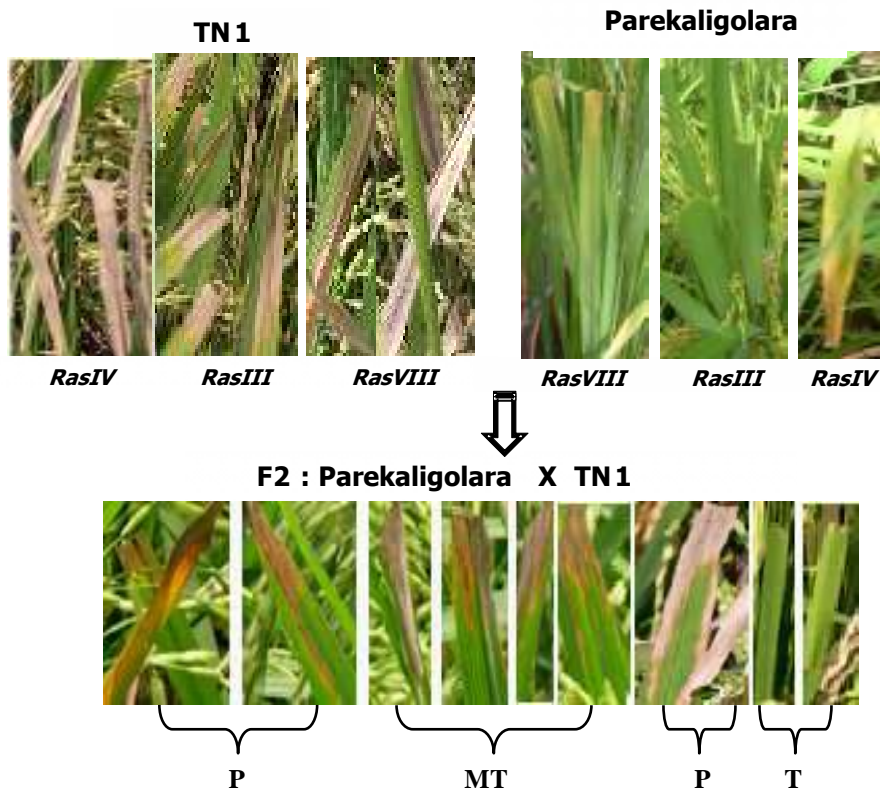 TN1
Parekaligolara
RasIV
RasIII
RasVIII
RasVIII
RasIII
RasIV
F2 : Parekaligolara X TN1
P
MT
P
T